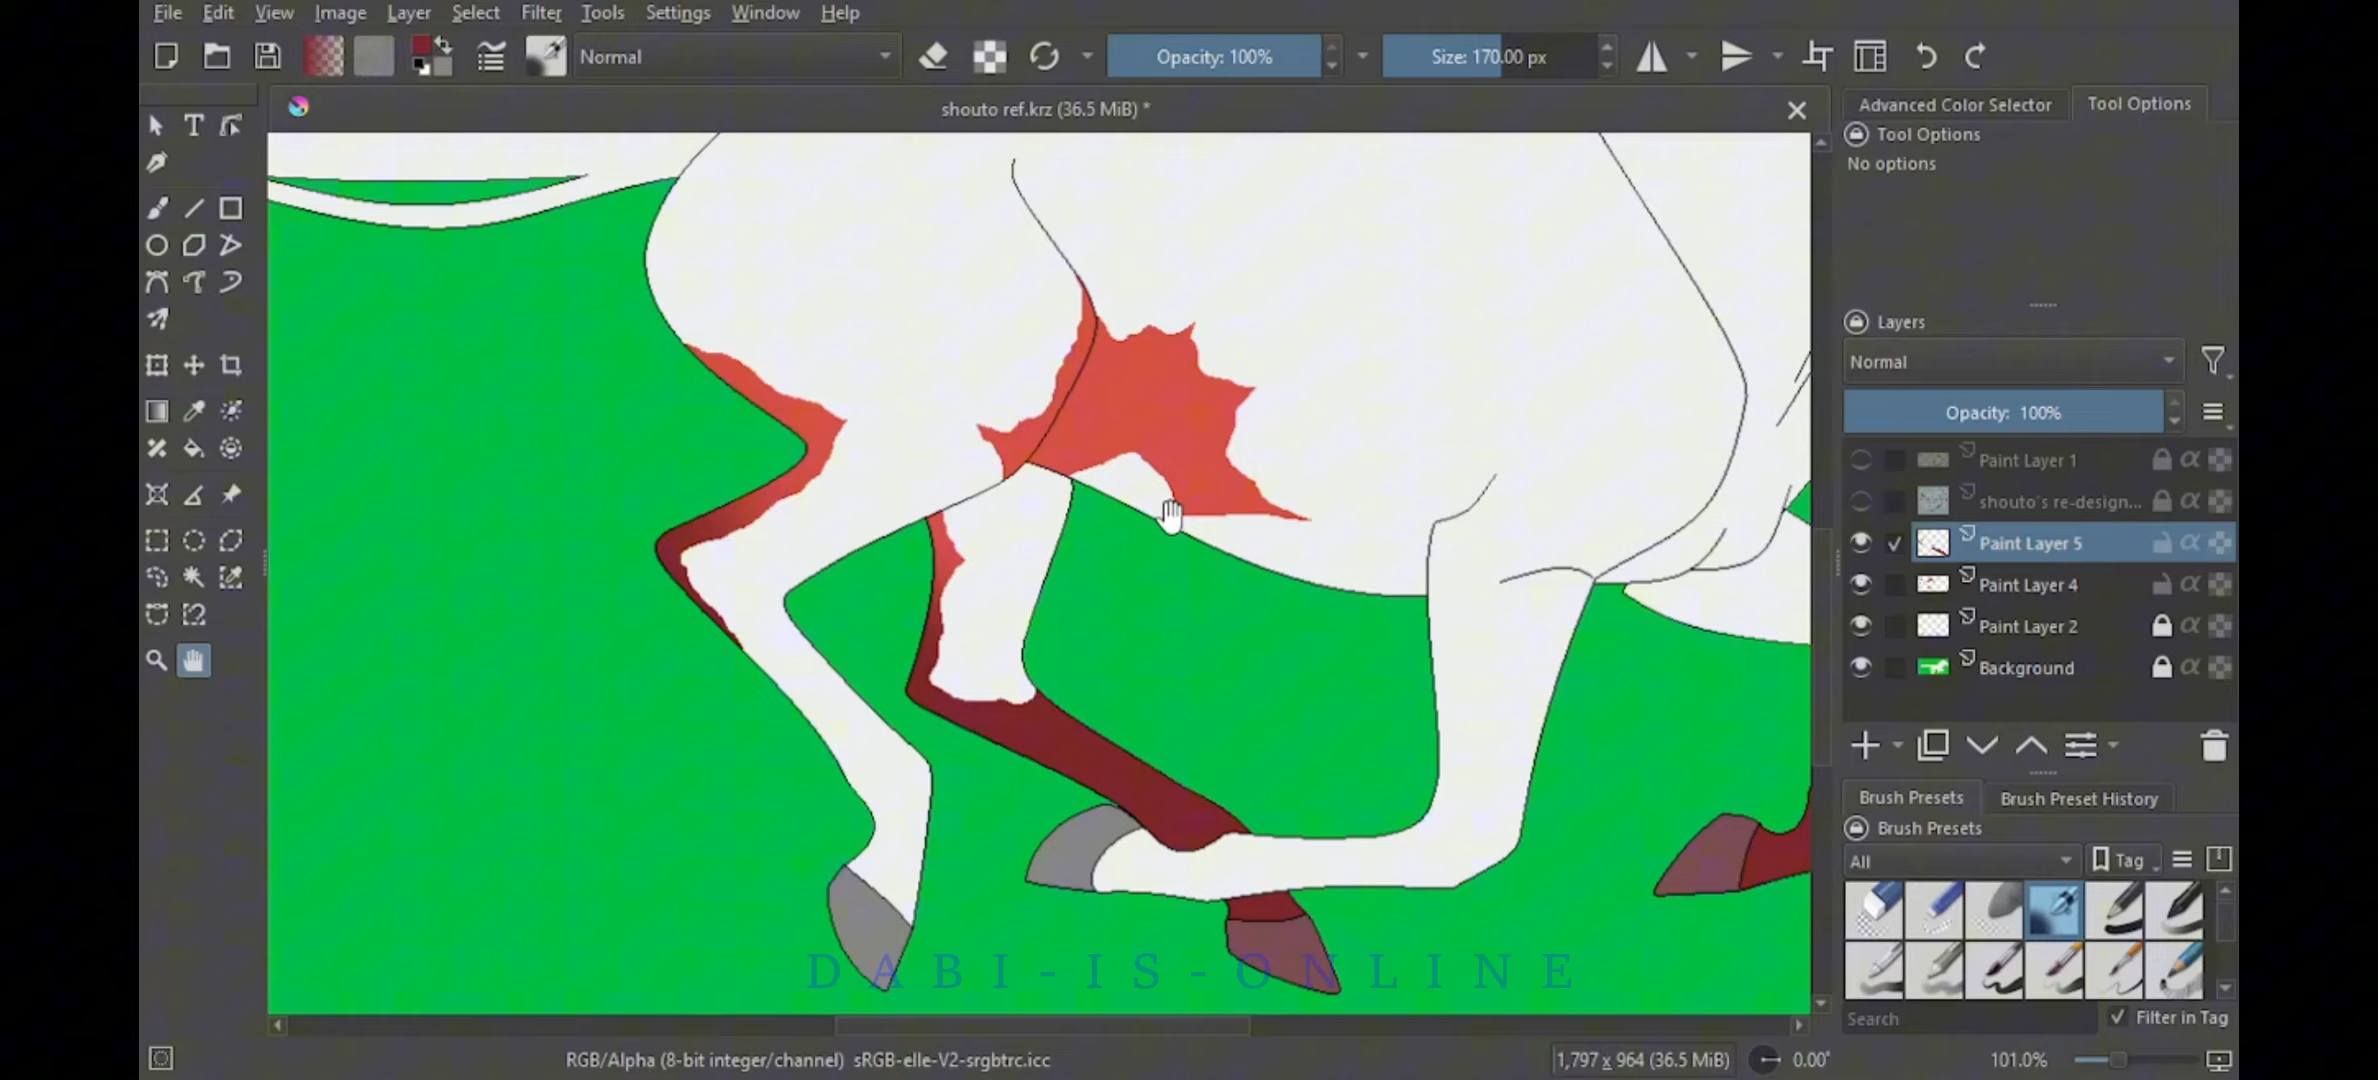 File Edit View Image Layer Select Filter Tools Settings Window Help
Normal Opacity: 100% Size: 170.00 px
shouto ref.krz (36.5 MiB) *
Advanced Color Selector Tool Options
Tool Options
No options
Layers
Normal
Opacity: 100%
Paint Layer 1
shouto's re-design...
Paint Layer 5
Paint Layer 4
Paint Layer 2
Background
Brush Presets Brush Preset History
Brush Presets
All Tag
Search Filter in Tag
DABI-IS-ONLINE
RGB/Alpha (8-bit integer/channel) sRGB-elle-V2-srgbtrc.icc 1,797 x 964 (36.5 MiB) 0.00° 101.0%